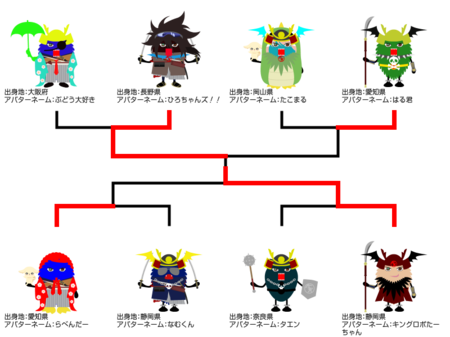 出身地:大阪府
アバターネーム:ぶどう大好き
出身地:長野県
アバターネーム:ひろちゃんズ!!
出身地:岡山県
アバターネーム:たこまる
出身地:愛知県
アバターネーム:はる君
出身地:愛知県
アバターネーム:らべんだー
出身地:静岡県
アバターネーム:なむくん
出身地:奈良県
アバターネーム:タエン
出身地:静岡県
アバターネーム:キングロボたー
ちゃん